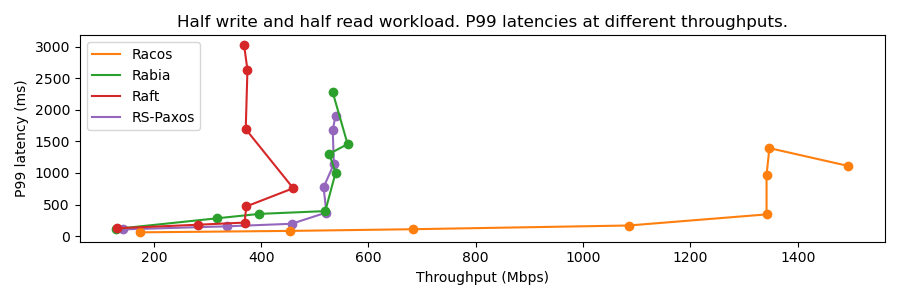 Half write and half read workload. P99 latencies at different throughputs.
P99 latency (ms)
3000
2500
2000
1500
1000
500
0
Racos
Rabia
Raft
RS-Paxos
200 400 600 800 1000 1200 1400
Throughput (Mbps)